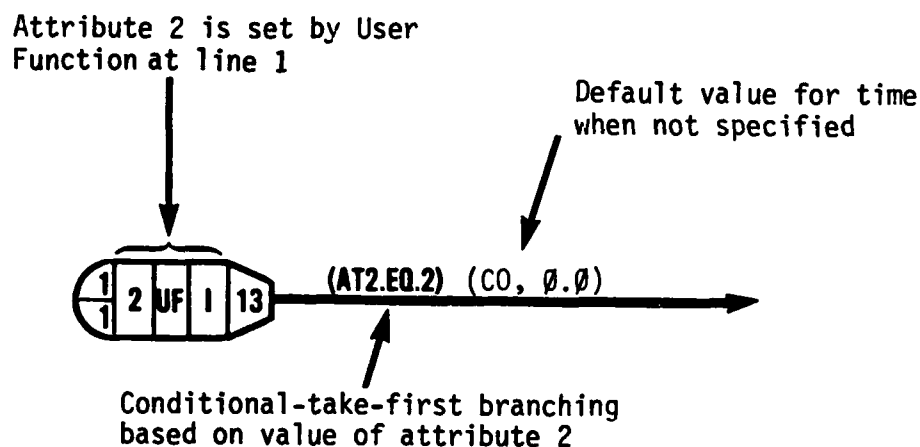 Attribute 2 is set by User
Function at line 1
Default value for time
when not specified
1
1
2
UF
I
13
(AT2.EQ.2) (CO, Ø.Ø)
Conditional-take-first branching
based on value of attribute 2